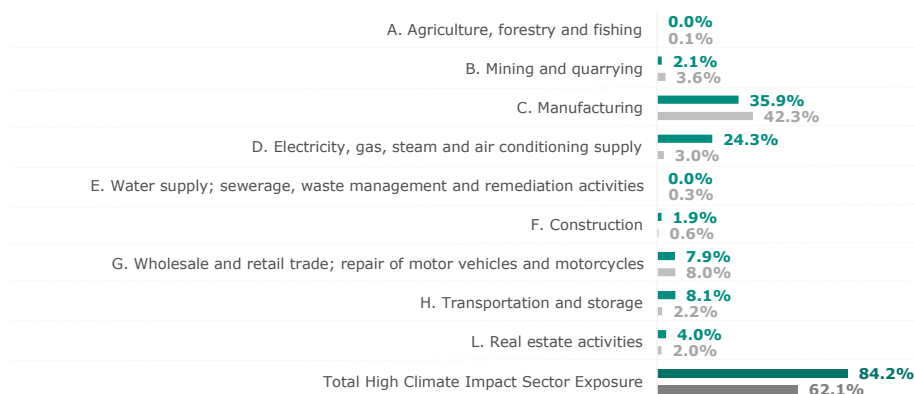 A. Agriculture, forestry and fishing
0.0%
0.1%
B. Mining and quarrying
2.1%
3.6%
C. Manufacturing
35.9%
42.3%
D. Electricity, gas, steam and air conditioning supply
24.3%
3.0%
E. Water supply; sewerage, waste management and remediation activities
0.0%
0.3%
F. Construction
1.9%
0.6%
G. Wholesale and retail trade; repair of motor vehicles and motorcycles
7.9%
8.0%
H. Transportation and storage
8.1%
2.2%
L. Real estate activities
4.0%
2.0%
Total High Climate Impact Sector Exposure
84.2%
62.1%